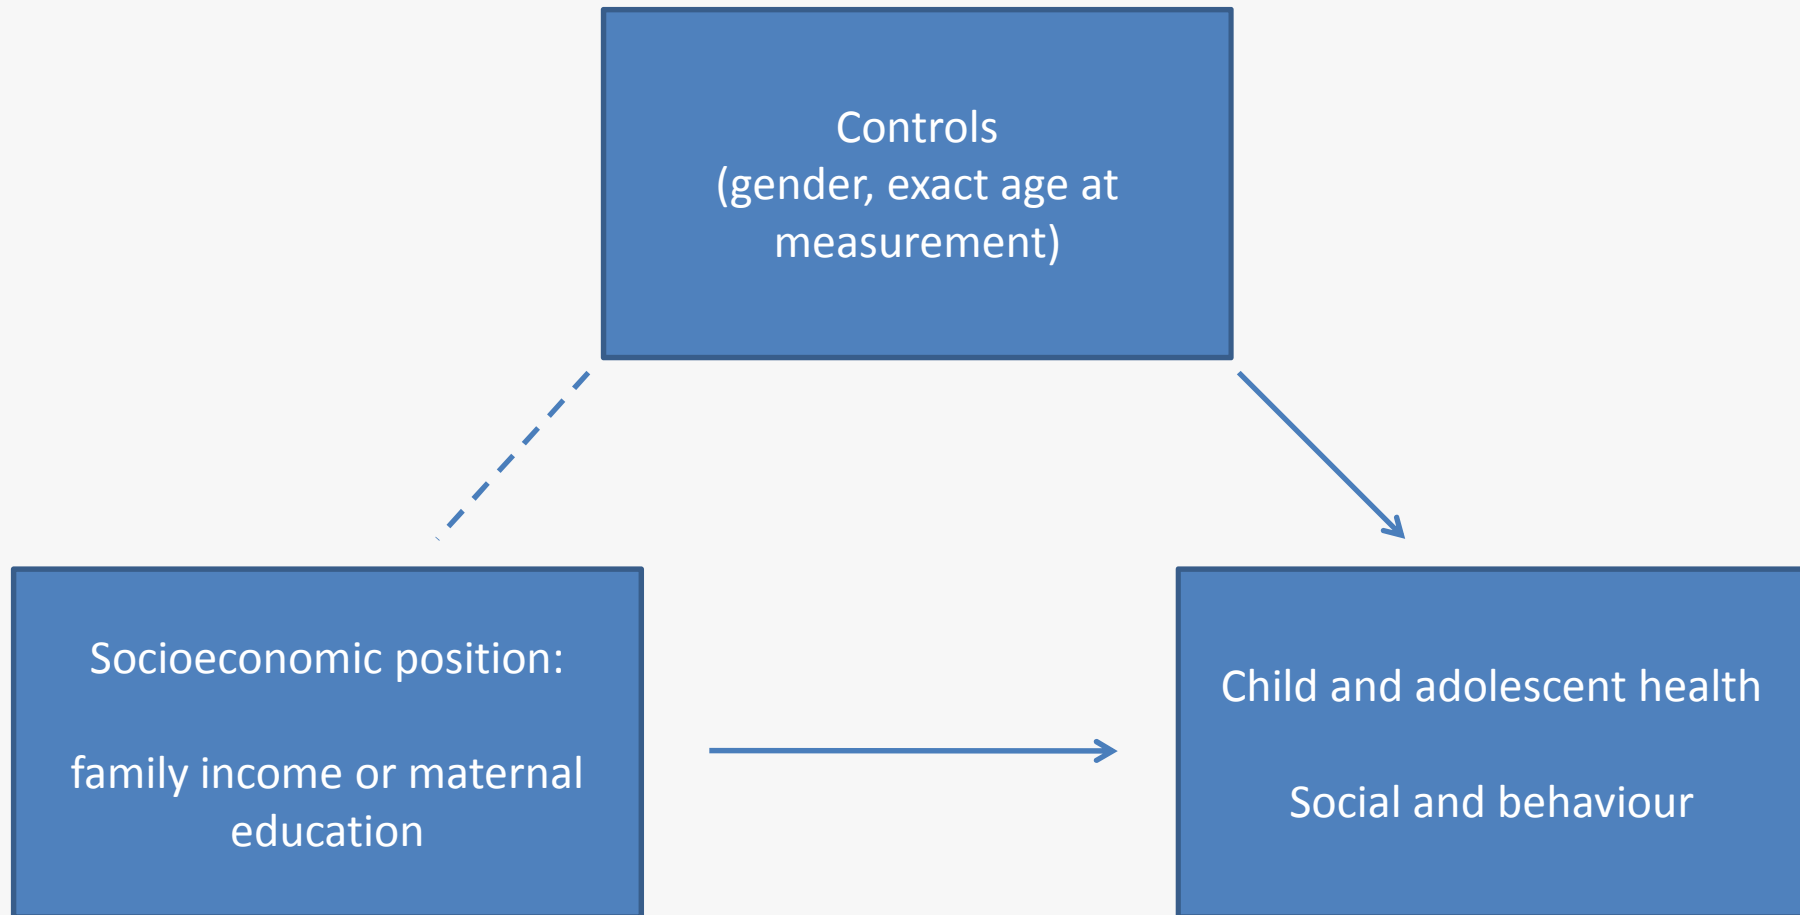 Controls
(gender, exact age at
measurement)
Socioeconomic position:
family income or maternal
education
Child and adolescent health
Social and behaviour